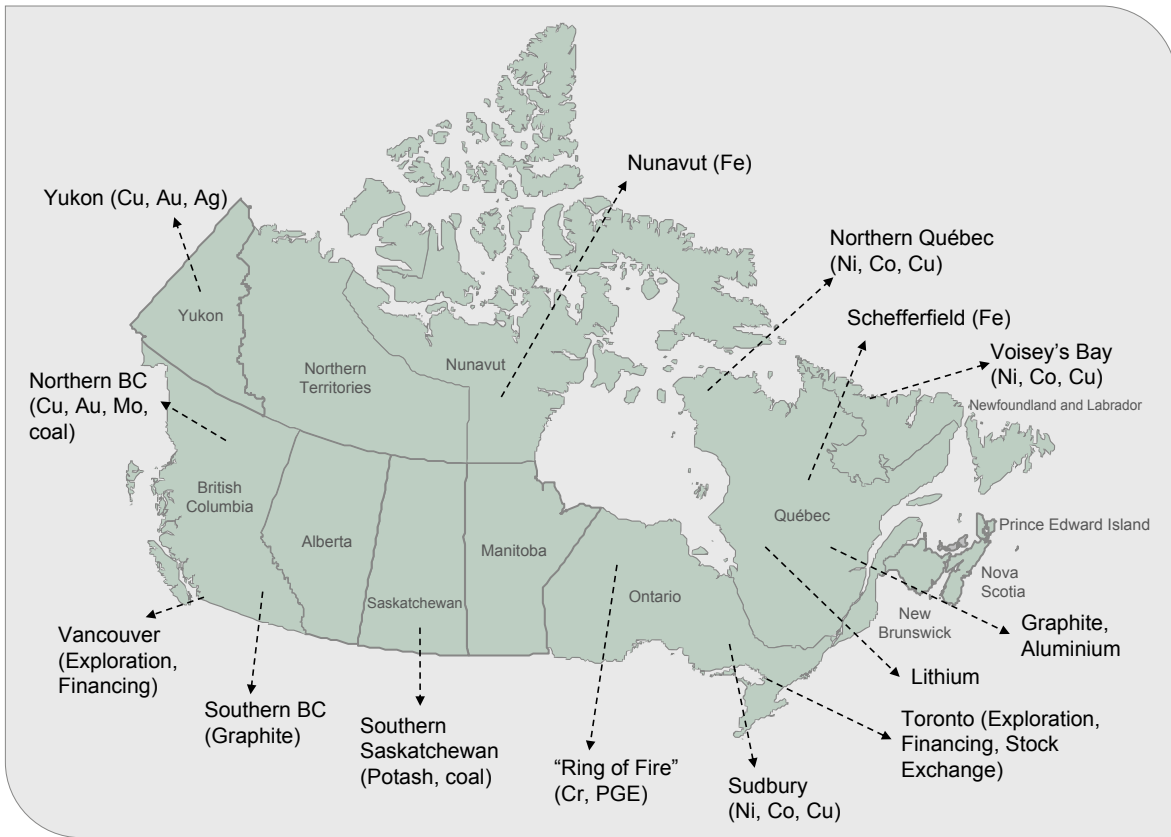 Nunavut (Fe)
Yukon (Cu, Au, Ag)
Northern Québec
(Ni, Co, Cu)
Schefferfield (Fe)
Voisey's Bay
(Ni, Co, Cu)
Northern BC
(Cu, Au, Mo,
coal)
Yukon
Northern
Territories
Nunavut
Newfoundland and Labrador
British
Columbia
Alberta
Saskatchewan
Manitoba
Ontario
Québec
Prince Edward Island
Nova
Scotia
New
Brunswick
Vancouver
(Exploration,
Financing)
Southern BC
(Graphite)
Southern
Saskatchewan
(Potash, coal)
“Ring of Fire”
(Cr, PGE)
Sudbury
(Ni, Co, Cu)
Toronto (Exploration,
Financing, Stock
Exchange)
Lithium
Graphite,
Aluminium